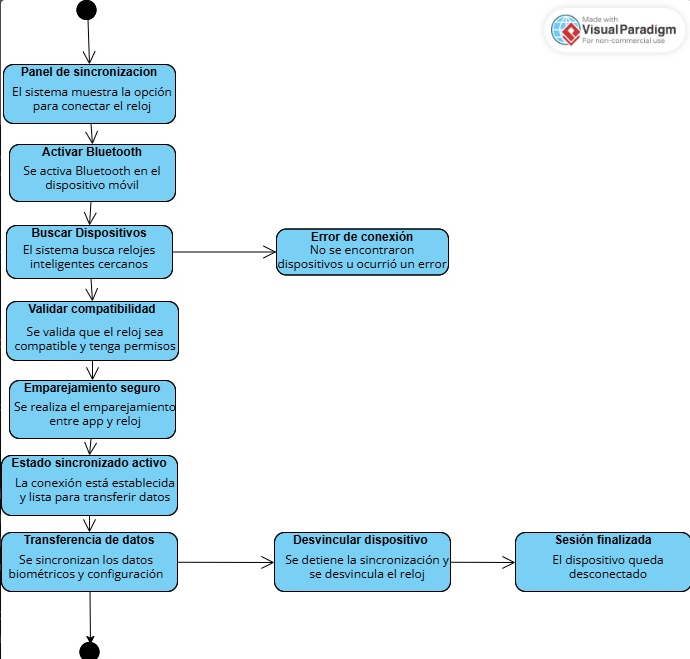 Made with
VisualParadigm
For non-commercial use
Panel de sincronizacion
El sistema muestra la opción
para conectar el reloj
Activar Bluetooth
Se activa Bluetooth en el
dispositivo móvil
Buscar Dispositivos
El sistema busca relojes
inteligentes cercanos
Error de conexión
No se encontraron
dispositivos u ocurrió un error
Validar compatibilidad
Se valida que el reloj sea
compatible y tenga permisos
Emparejamiento seguro
Se realiza el emparejamiento
entre app y reloj
Estado sincronizado activo
La conexión está establecida
y lista para transferir datos
Transferencia de datos
Se sincronizan los datos
biométricos y configuración
Desvincular dispositivo
Se detiene la sincronización y
se desvincula el reloj
Sesión finalizada
El dispositivo queda
desconectado